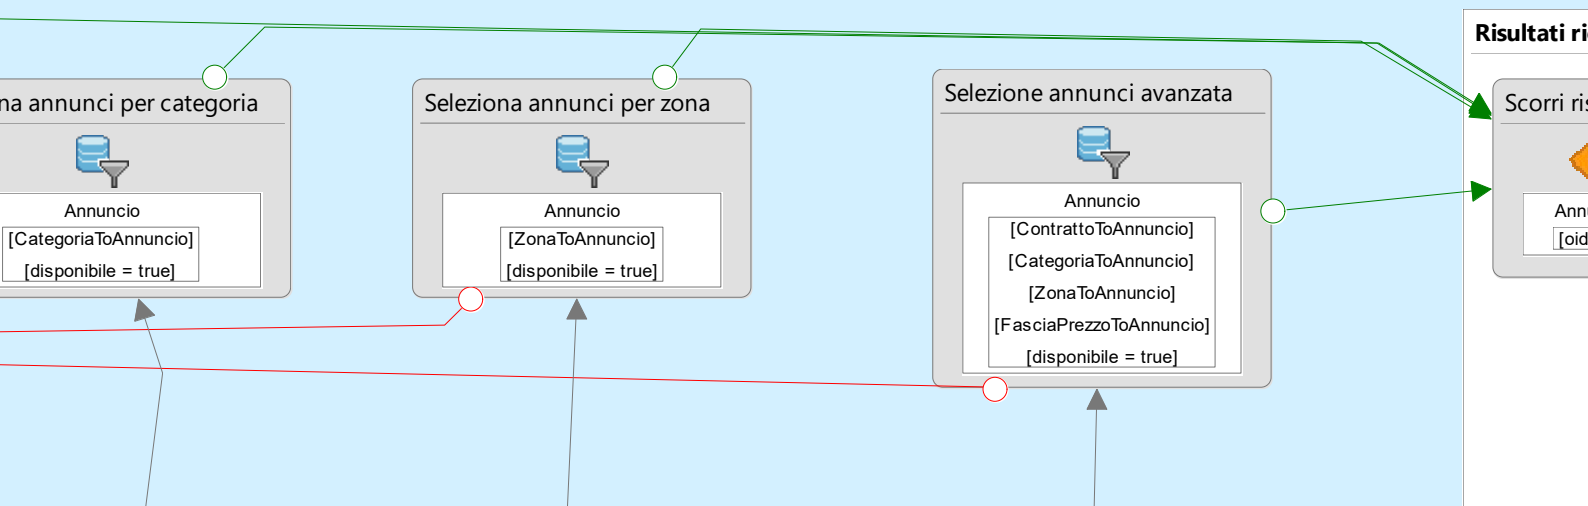 na annunci per categoria
Annuncio
[CategoriaToAnnuncio]
[disponibile = true]
Seleziona annunci per zona
Annuncio
[ZonaToAnnuncio]
[disponibile = true]
Selezione annunci avanzata
Annuncio
[ContrattoToAnnuncio]
[CategoriaToAnnuncio]
[ZonaToAnnuncio]
[FasciaPrezzoToAnnuncio]
[disponibile = true]
Risultati ri
Scorri ris
Ann
[oid